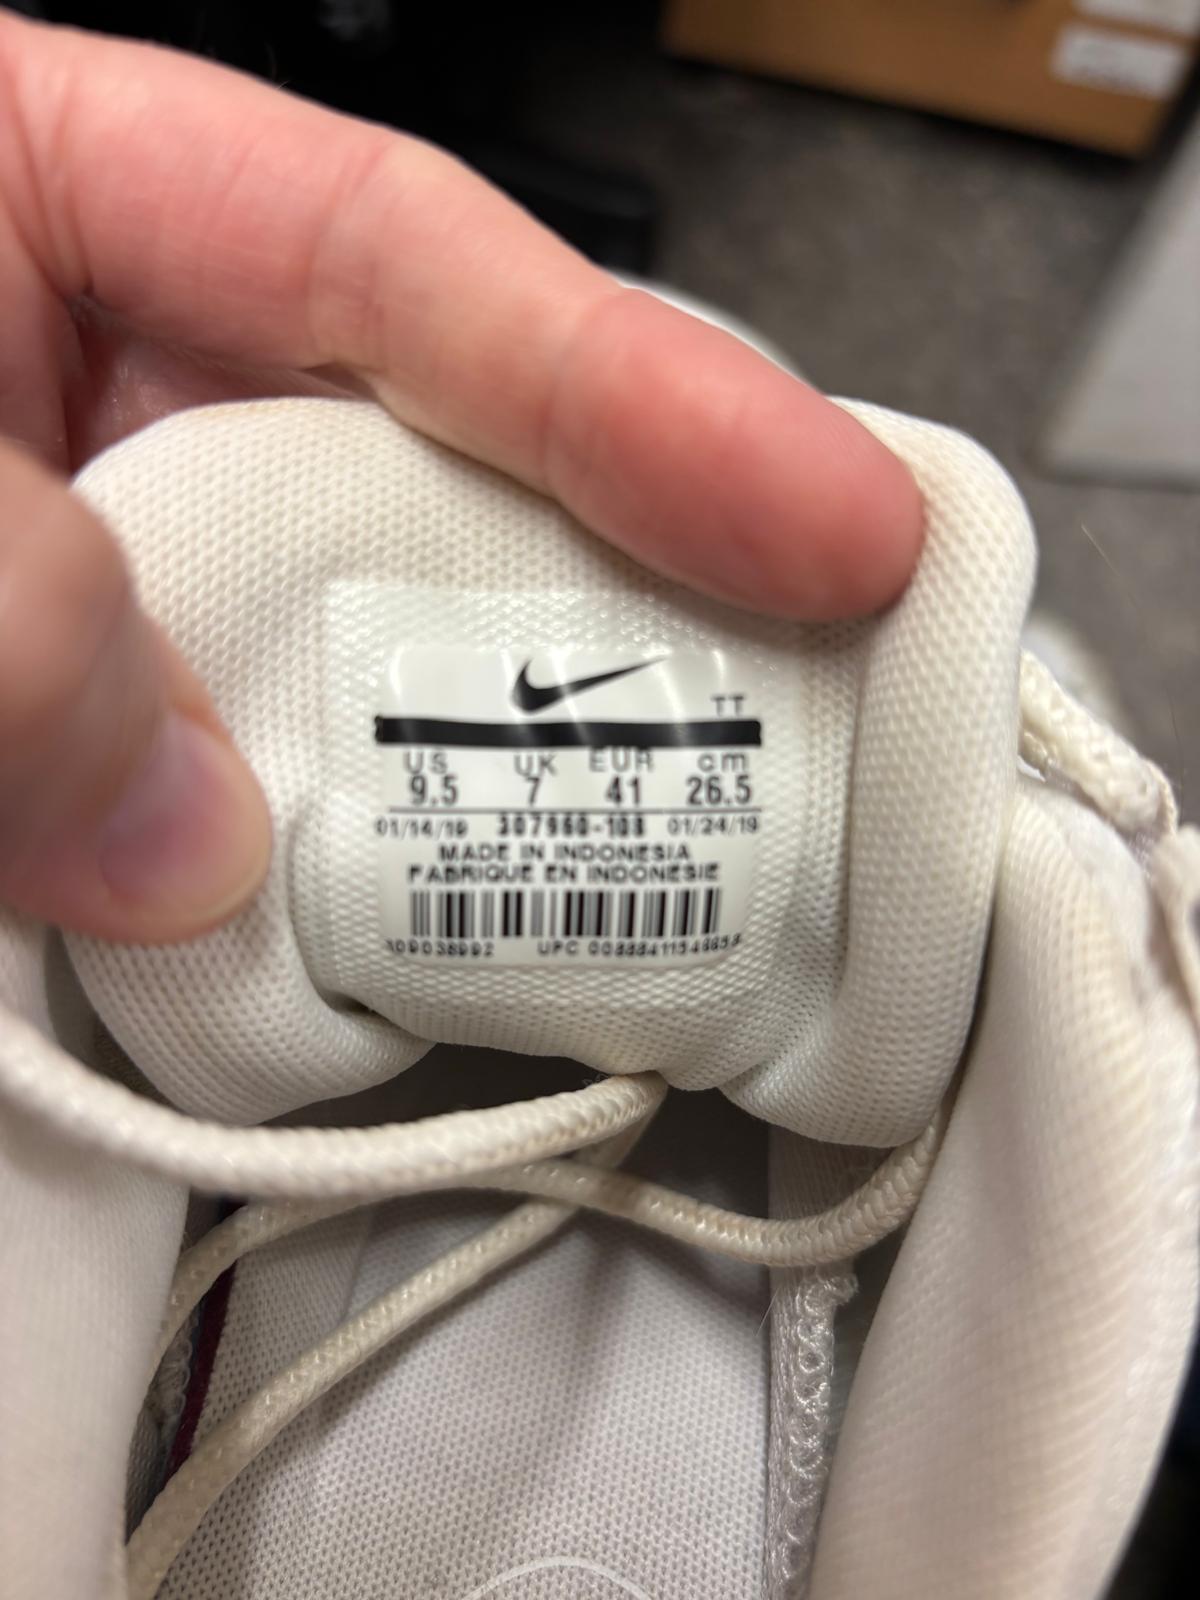 TT
US UK EUR cm
9.5 7 41 26.5
01/14/19 307960-108 01/24/19
MADE IN INDONESIA
FABRIQUE EN INDONESIE
UPC